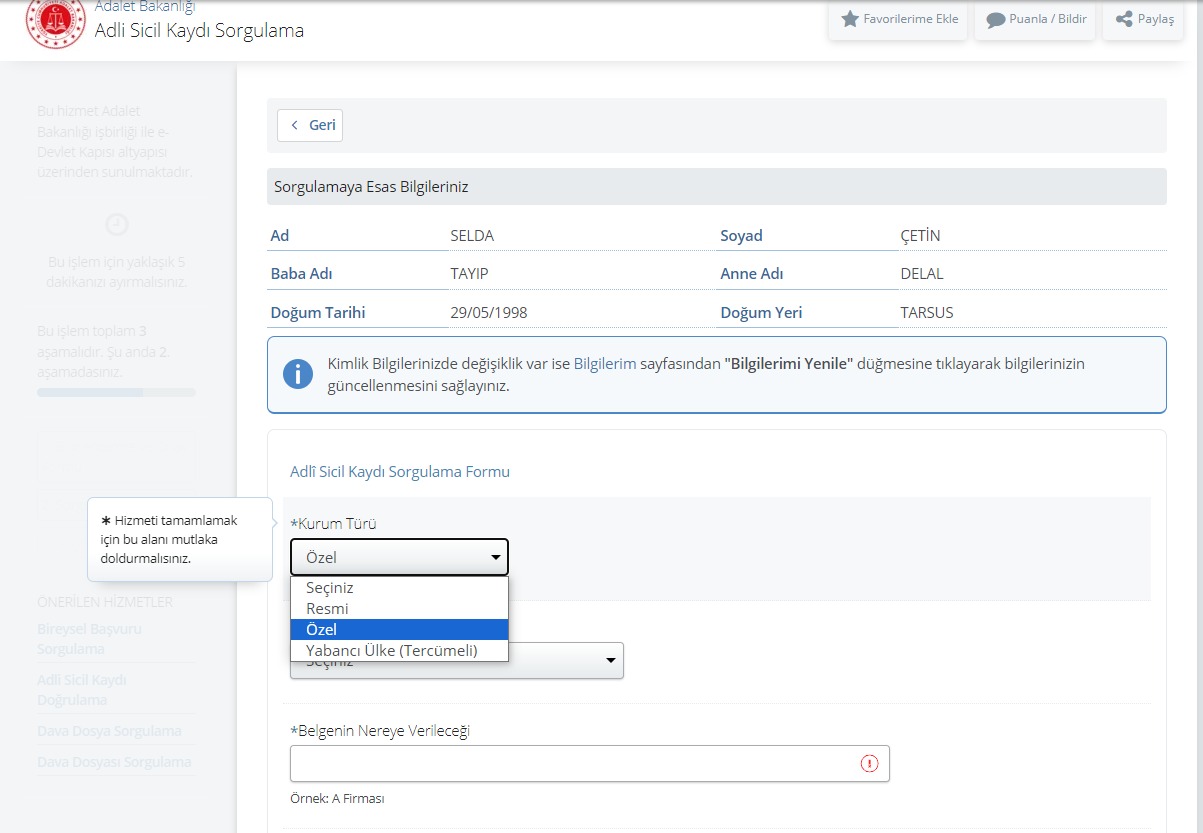 Adalet Bakanlığı
Adli Sicil Kaydı Sorgulama
Favorilerime Ekle
Puanla / Bildir
Paylaş
Bu hizmet Adalet
Bakanlığı işbirliği ile e-
Devlet Kapısı altyapısı
üzerinden sunulmaktadır.
Bu işlem için yaklaşık 5
dakikanızı ayırmalısınız.
Bu işlem toplam 3
aşamalıdır. Şu anda 2.
aşamadasınız.
Geri
Sorgulamaya Esas Bilgileriniz
Ad SELDA Soyad ÇETİN
Baba Adı TAYIP Anne Adı DELAL
Doğum Tarihi 29/05/1998 Doğum Yeri TARSUS
Kimlik Bilgilerinizde değişiklik var ise Bilgilerim sayfasından "Bilgilerimi Yenile" düğmesine tıklayarak bilgilerinizin
güncellenmesini sağlayınız.
Adlî Sicil Kaydı Sorgulama Formu
* Hizmeti tamamlamak
için bu alanı mutlaka
doldurmalısınız.
*Kurum Türü
Özel
Seçiniz
Resmi
Özel
Yabancı Ülke (Tercümeli)
Seçiniz
*Belgenin Nereye Verileceği
Örnek: A Firması
ÖNERİLEN HİZMETLER
Bireysel Başvuru
Sorgulama
Adli Sicil Kaydı
Doğrulama
Dava Dosya Sorgulama
Dava Dosyası Sorgulama